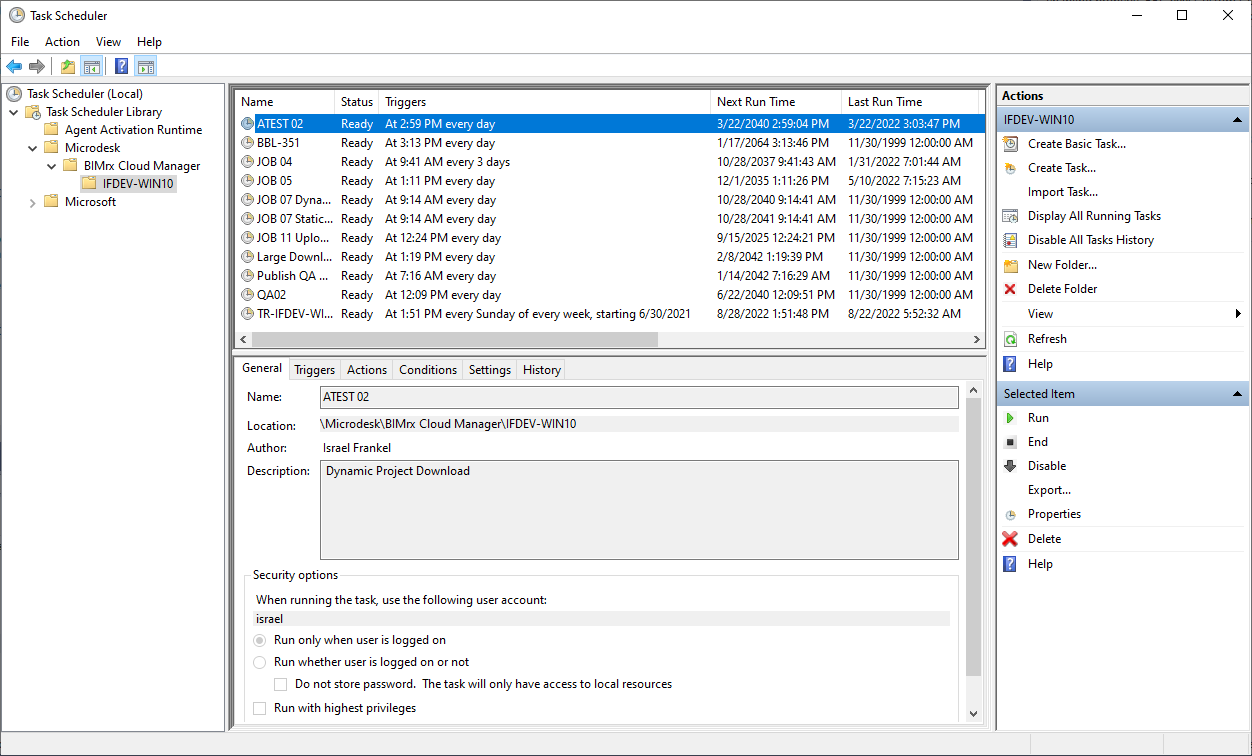 Task Scheduler
File Action View Help
Task Scheduler (Local)
Task Scheduler Library
Agent Activation Runtime
Microdesk
BIMrx Cloud Manager
IFDEV-WIN10
Microsoft
Name Status Triggers Next Run Time Last Run Time
ATEST 02 Ready At 2:59 PM every day 3/22/2040 2:59:04 PM 3/22/2022 3:03:47 PM
BBL-351 Ready At 3:13 PM every day 1/17/2064 3:13:46 PM 11/30/1999 12:00:00 AM
JOB 04 Ready At 9:41 AM every 3 days 10/28/2037 9:41:43 AM 1/31/2022 7:01:44 AM
JOB 05 Ready At 1:11 PM every day 12/1/2035 1:11:26 PM 5/10/2022 7:15:23 AM
JOB 07 Dyna... Ready At 9:14 AM every day 10/28/2040 9:14:41 AM 11/30/1999 12:00:00 AM
JOB 07 Static... Ready At 9:14 AM every day 10/28/2041 9:14:41 AM 11/30/1999 12:00:00 AM
JOB 11 Uplo... Ready At 12:24 PM every day 9/15/2025 12:24:21 PM 11/30/1999 12:00:00 AM
Large Downl... Ready At 1:19 PM every day 2/8/2042 1:19:39 PM 11/30/1999 12:00:00 AM
Publish QA ... Ready At 7:16 AM every day 1/14/2042 7:16:29 AM 11/30/1999 12:00:00 AM
QA02 Ready At 12:09 PM every day 6/22/2040 12:09:51 PM 11/30/1999 12:00:00 AM
TR-IFDEV-WI... Ready At 1:51 PM every Sunday of every week, starting 6/30/2021 8/28/2022 1:51:48 PM 8/22/2022 5:52:32 AM
General Triggers Actions Conditions Settings History
Name: ATEST 02
Location: \Microdesk\BIMrx Cloud Manager\IFDEV-WIN10
Author: Israel Frankel
Description: Dynamic Project Download
Security options
When running the task, use the following user account:
israel
Run only when user is logged on
Run whether user is logged on or not
Do not store password. The task will only have access to local resources
Run with highest privileges
Actions
IFDEV-WIN10
Create Basic Task...
Create Task...
Import Task...
Display All Running Tasks
Disable All Tasks History
New Folder...
Delete Folder
View
Refresh
Help
Selected Item
Run
End
Disable
Export...
Properties
Delete
Help